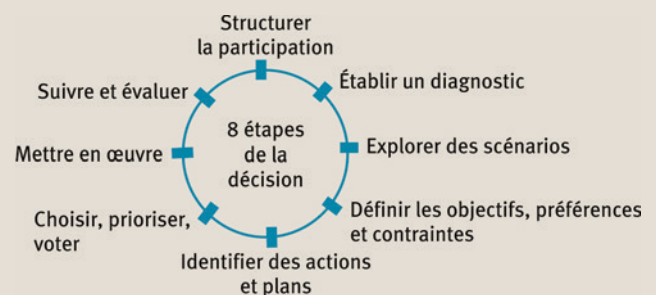 Structurer
la participation
Établir un diagnostic
Explorer des scénarios
Définir les objectifs, préférences
et contraintes
Identifier des actions
et plans
Choisir, prioriser,
voter
Mettre en œuvre
Suivre et évaluer
8 étapes
de la
décision